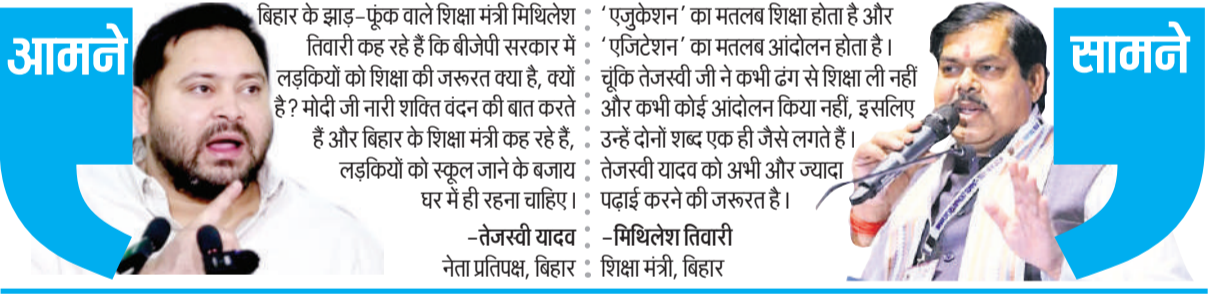 आमने
बिहार के झाड़-फूंक वाले शिक्षा मंत्री मिथिलेश
तिवारी कह रहे हैं कि बीजेपी सरकार में
लड़कियों को शिक्षा की जरूरत क्या है, क्यों
है? मोदी जी नारी शक्ति वंदन की बात करते
हैं और बिहार के शिक्षा मंत्री कह रहे हैं,
लड़कियों को स्कूल जाने के बजाय
घर में ही रहना चाहिए।
-तेजस्वी यादव
नेता प्रतिपक्ष, बिहार
‘एजुकेशन’ का मतलब शिक्षा होता है और
‘एजिटेशन’ का मतलब आंदोलन होता है।
चूंकि तेजस्वी जी ने कभी ढंग से शिक्षा ली नहीं
और कभी कोई आंदोलन किया नहीं, इसलिए
उन्हें दोनों शब्द एक ही जैसे लगते हैं।
तेजस्वी यादव को अभी और ज्यादा
पढ़ाई करने की जरूरत है।
-मिथिलेश तिवारी
शिक्षा मंत्री, बिहार
सामने